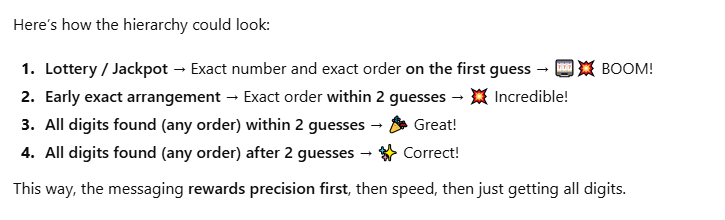 Here's how the hierarchy could look:
1. Lottery / Jackpot → Exact number and exact order on the first guess → 🎰💥 BOOM!
2. Early exact arrangement → Exact order within 2 guesses → 💥 Incredible!
3. All digits found (any order) within 2 guesses → 🎉 Great!
4. All digits found (any order) after 2 guesses → ✨ Correct!
This way, the messaging rewards precision first, then speed, then just getting all digits.